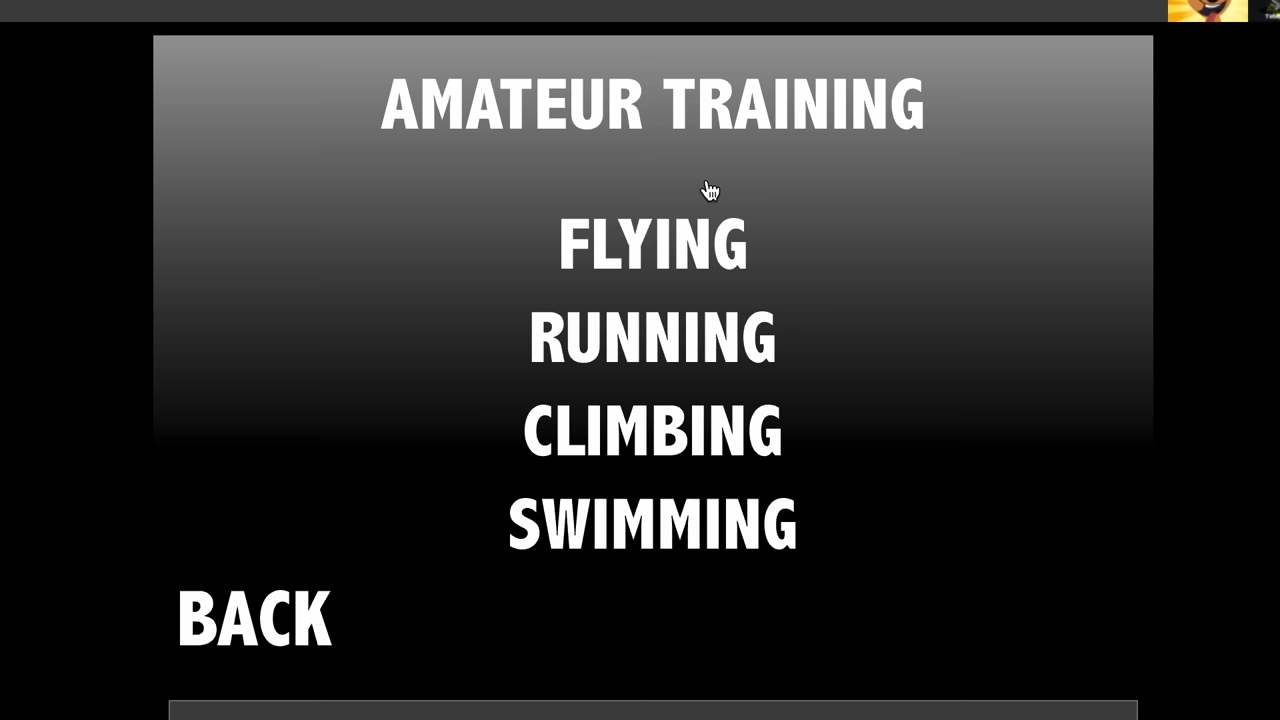 AMATEUR TRAINING
FLYING
RUNNING
CLIMBING
SWIMMING
BACK